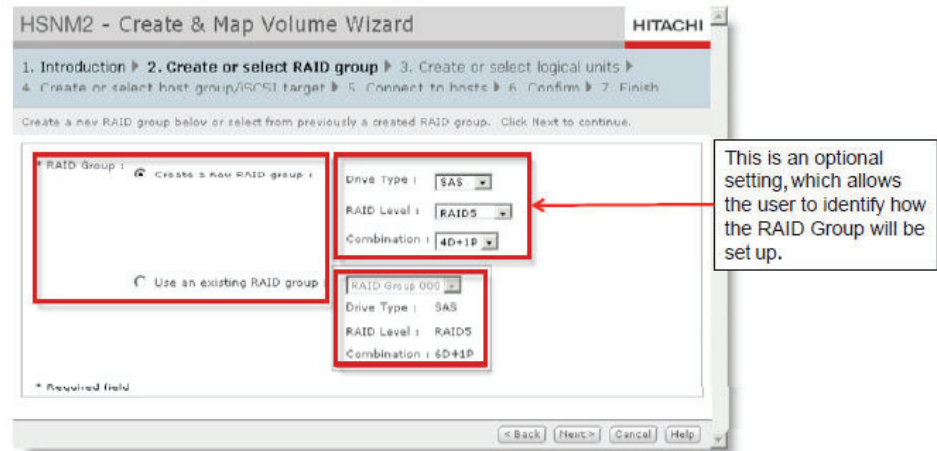 HSNM2 - Create & Map Volume Wizard
HITACHI
1. Introduction 2. Create or select RAID group 3. Create or select logical units
4. Create or select host group/iSCSI target 5. Connect to hosts 6. Confirm 7. Finish
Create a new RAID group below or select from previously a created RAID group. Click Next to continue.
* RAID Group :
Create a new RAID group :
Drive Type : SAS
RAID Level : RAID5
Combination : 4D+1P
Use an existing RAID group :
RAID Group 000
Drive Type : SAS
RAID Level : RAID5
Combination : 6D+1P
* Required field
< Back Next > Cancel Help
This is an optional
setting, which allows
the user to identify how
the RAID Group will be
set up.